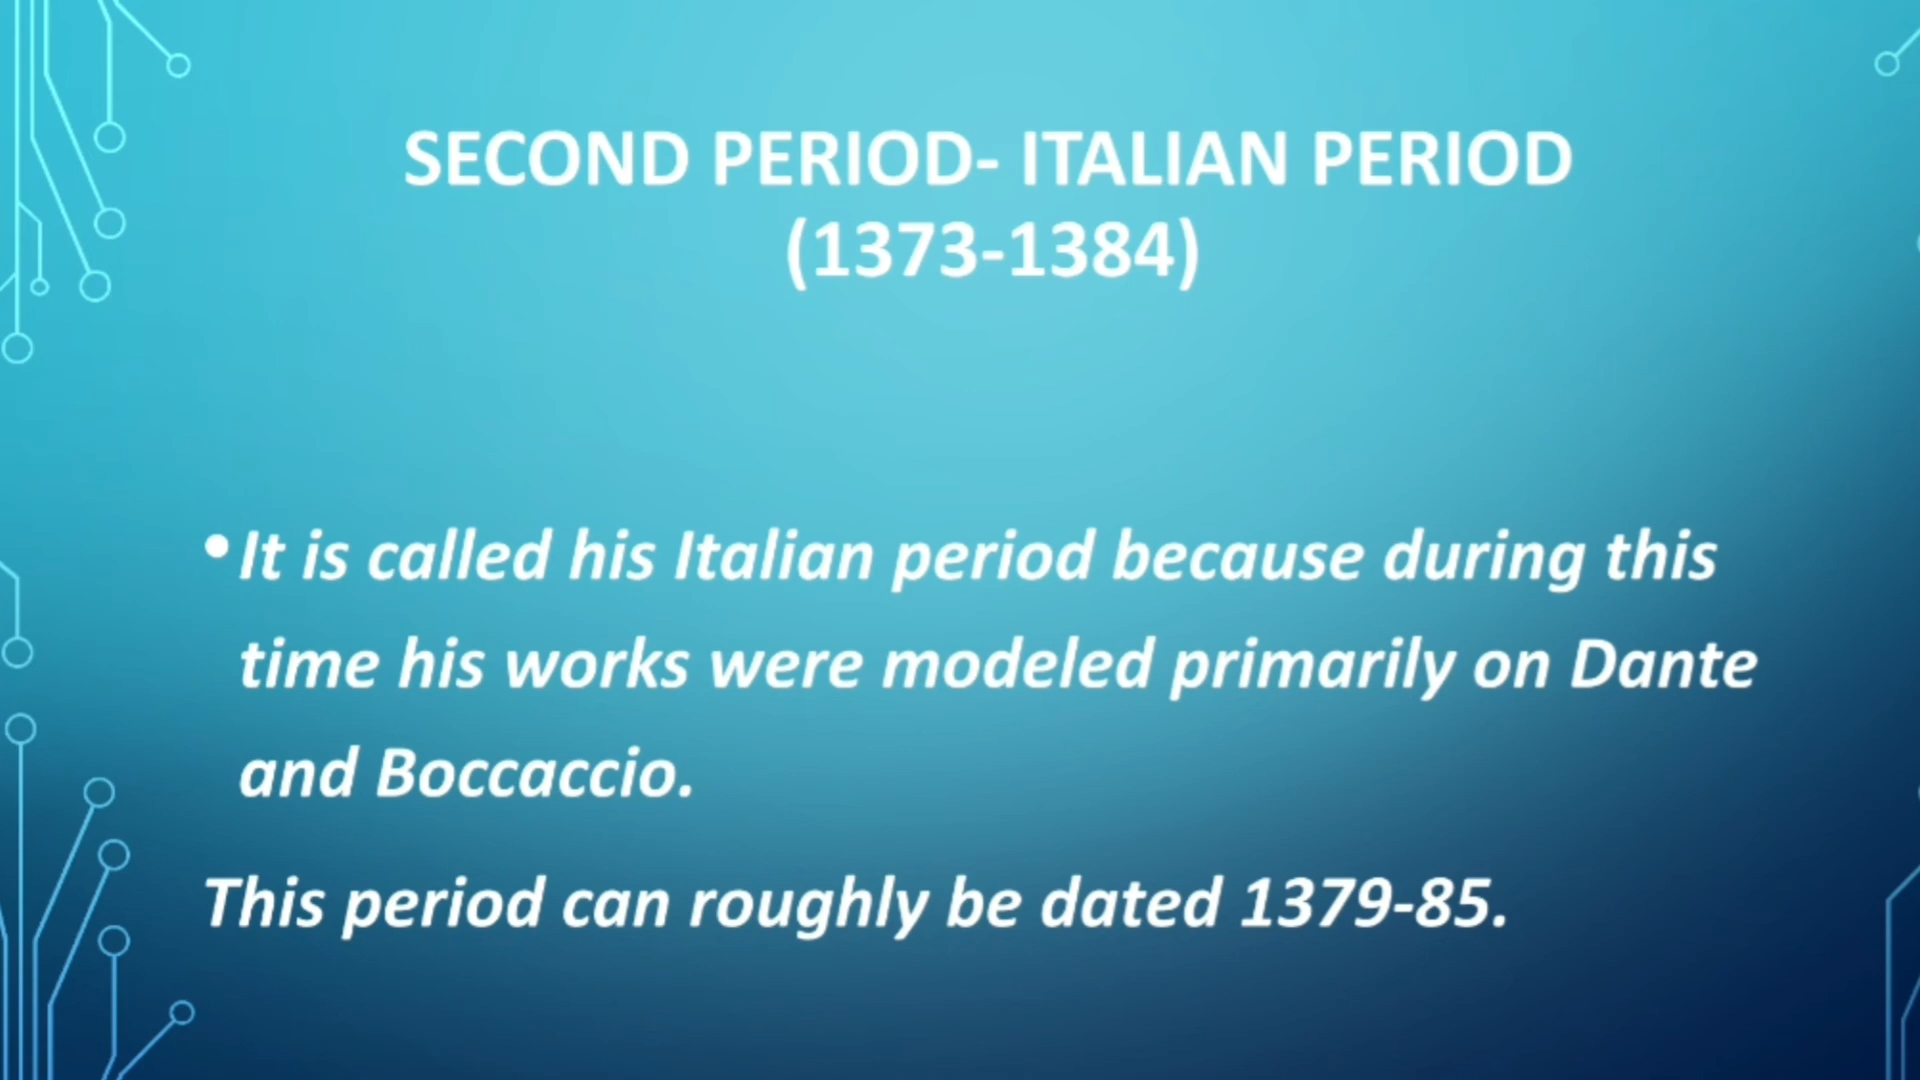 SECOND PERIOD- ITALIAN PERIOD
(1373-1384)
•It is called his Italian period because during this
time his works were modeled primarily on Dante
and Boccaccio.
This period can roughly be dated 1379-85.